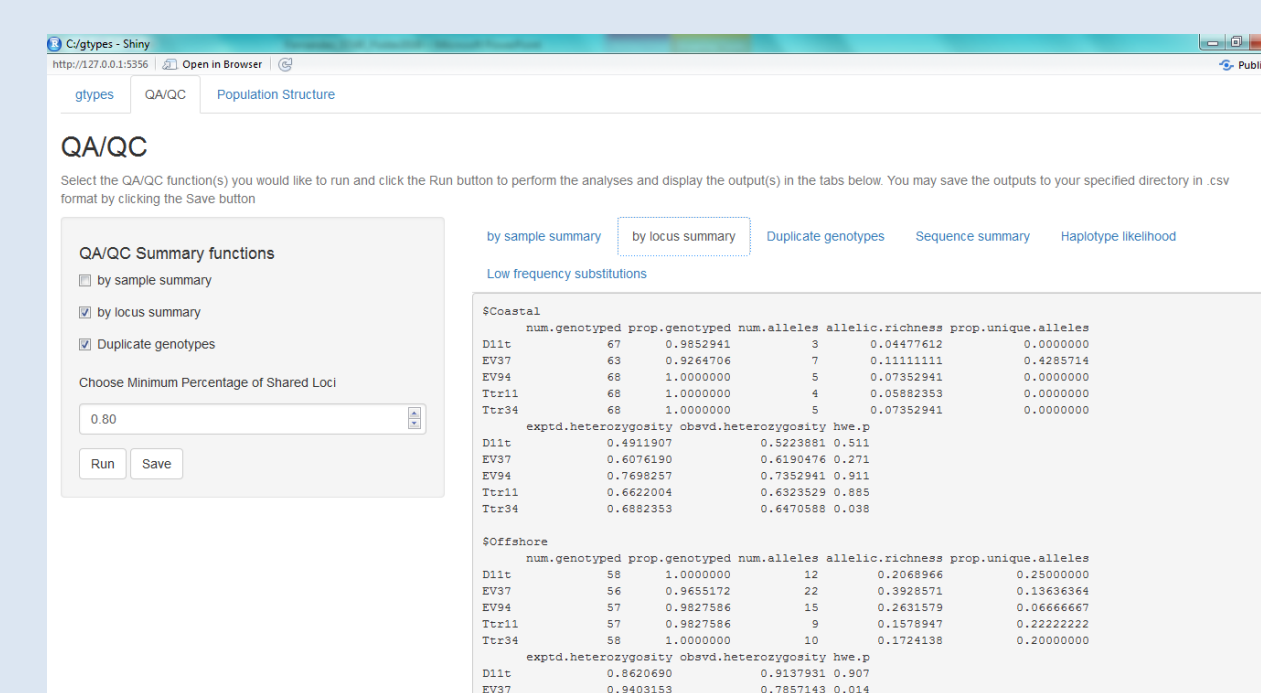 C:/gtypes - Shiny
http://127.0.0.1:5356 Open in Browser Publi
gtypes QA/QC Population Structure
QA/QC
Select the QA/QC function(s) you would like to run and click the Run button to perform the analyses and display the output(s) in the tabs below. You may save the outputs to your specified directory in .csv
format by clicking the Save button
QA/QC Summary functions
by sample summary
by locus summary
Duplicate genotypes
Choose Minimum Percentage of Shared Loci
0.80
Run Save
by sample summary by locus summary Duplicate genotypes Sequence summary Haplotype likelihood
Low frequency substitutions
$Coastal
num.genotyped prop.genotyped num.alleles allelic.richness prop.unique.alleles
D11t 67 0.9852941 3 0.04477612 0.0000000
EV37 63 0.9264706 7 0.11111111 0.4285714
EV94 68 1.0000000 5 0.07352941 0.0000000
Ttr11 68 1.0000000 4 0.05882353 0.0000000
Ttr34 68 1.0000000 5 0.07352941 0.0000000
exptd.heterozygosity obsvd.heterozygosity hwe.p
D11t 0.4911907 0.5223881 0.511
EV37 0.6076190 0.6190476 0.271
EV94 0.7698257 0.7352941 0.911
Ttr11 0.6622004 0.6323529 0.885
Ttr34 0.6882353 0.6470588 0.038
$Offshore
num.genotyped prop.genotyped num.alleles allelic.richness prop.unique.alleles
D11t 58 1.0000000 12 0.2068966 0.25000000
EV37 56 0.9655172 22 0.3928571 0.13636364
EV94 57 0.9827586 15 0.2631579 0.06666667
Ttr11 57 0.9827586 9 0.1578947 0.22222222
Ttr34 58 1.0000000 10 0.1724138 0.20000000
exptd.heterozygosity obsvd.heterozygosity hwe.p
D11t 0.8620690 0.9137931 0.907
EV37 0.9403153 0.7857143 0.014